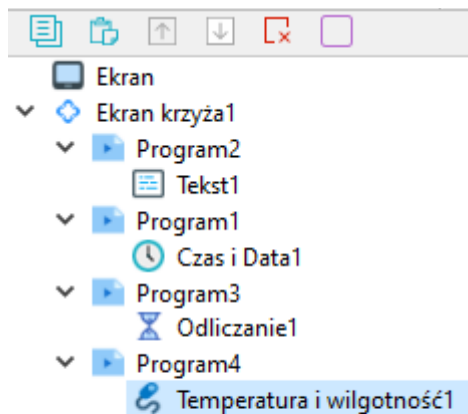 Ekran
Ekran krzyża1
Program2
Tekst1
Program1
Czas i Data1
Program3
Odliczanie1
Program4
Temperatura i wilgotność1